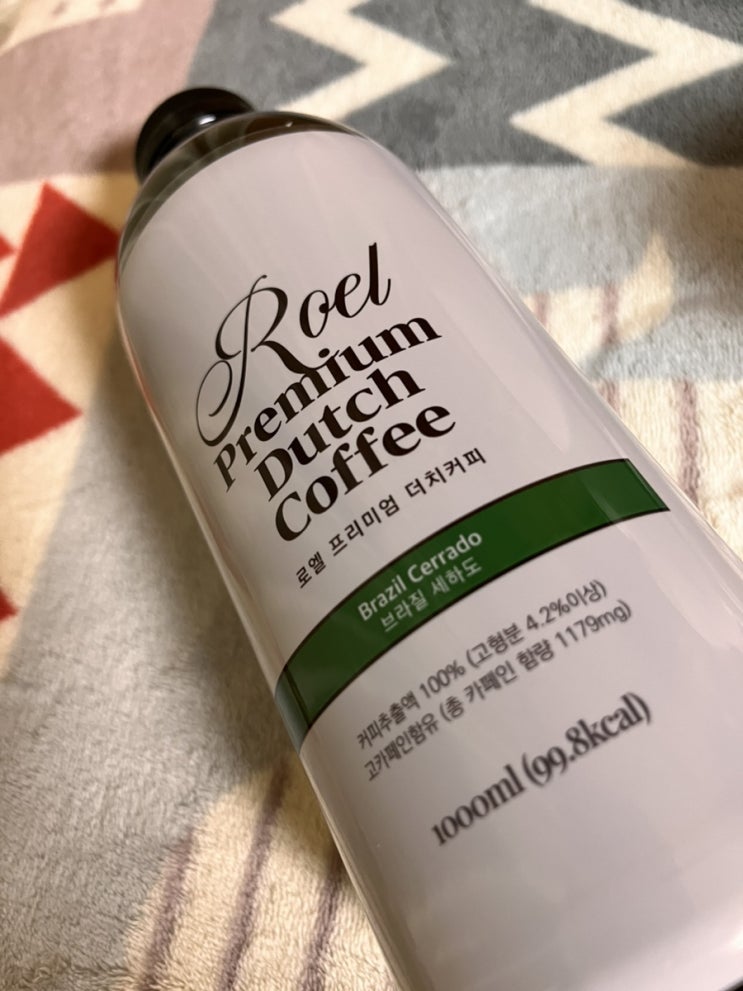 Roel
Premium
Dutch
Coffee
로엘 프리미엄 더치커피
Brazil Cerrado
브라질 세하도
커피추출액 100% (고형분 4.2%이상)
고카페인함유 (총 카페인 함량 1179mg)
1000ml (99.8kcal)